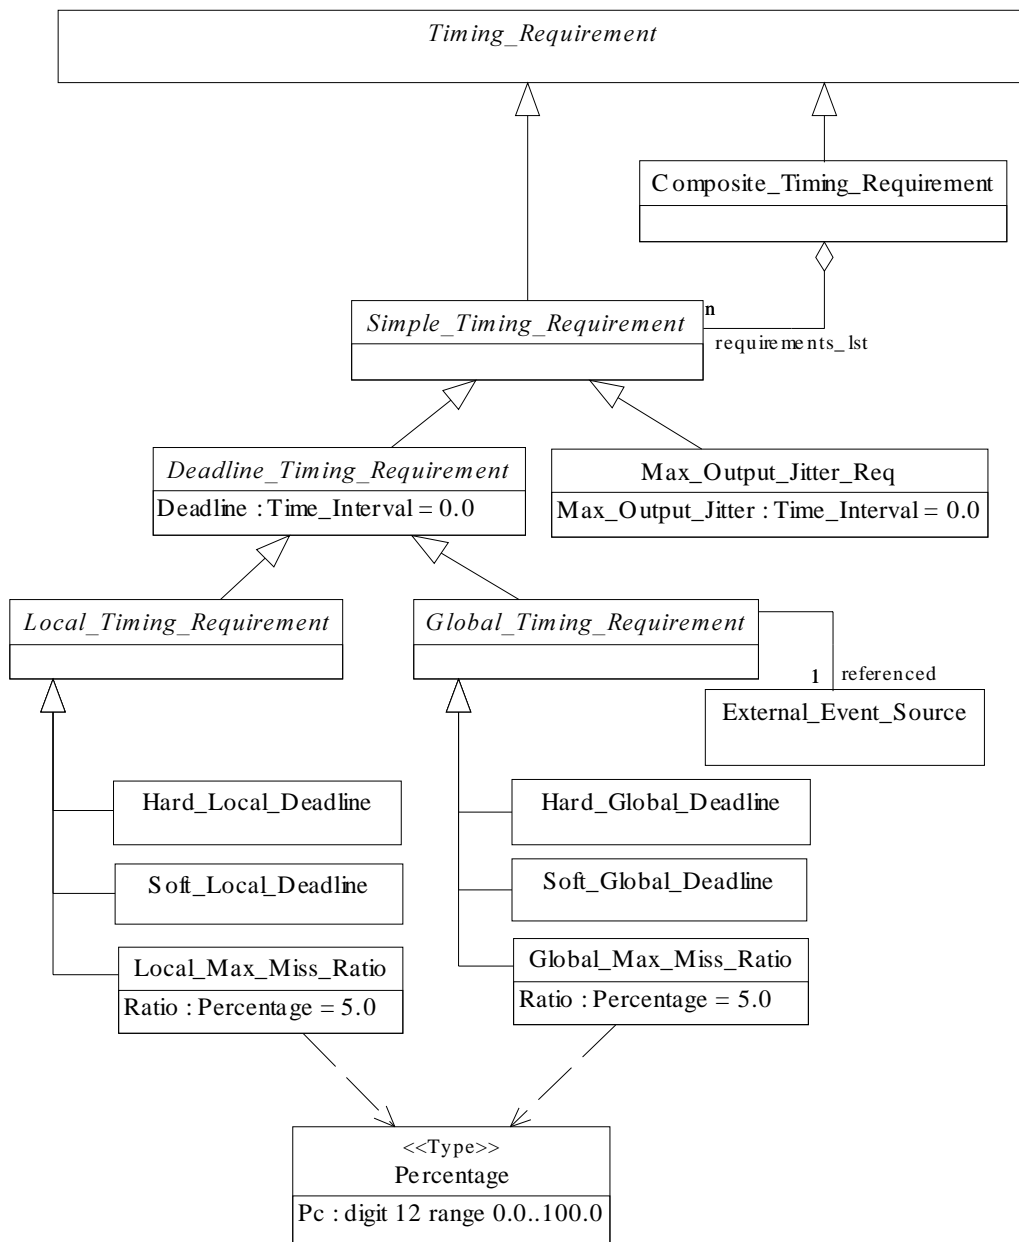 Timing_Requirement
Composite_Timing_Requirement
Simple_Timing_Requirement
n
requirements_lst
Deadline_Timing_Requirement
Deadline : Time_Interval = 0.0
Max_Output_Jitter_Req
Max_Output_Jitter : Time_Interval = 0.0
Local_Timing_Requirement
Global_Timing_Requirement
1 referenced
External_Event_Source
Hard_Local_Deadline
Hard_Global_Deadline
Soft_Local_Deadline
Soft_Global_Deadline
Local_Max_Miss_Ratio
Ratio : Percentage = 5.0
Global_Max_Miss_Ratio
Ratio : Percentage = 5.0
<<Type>>
Percentage
Pc : digit 12 range 0.0..100.0